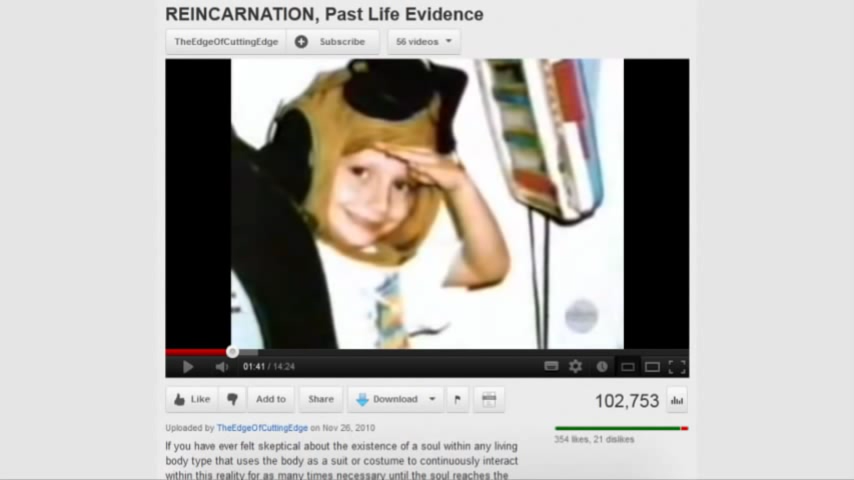 REINCARNATION, Past Life Evidence
TheEdgeOfCuttingEdge Subscribe 56 videos
01:41 / 14:24
Like Add to Share Download 102,753
Uploaded by TheEdgeOfCuttingEdge on Nov 26, 2010
354 likes, 21 dislikes
If you have ever felt skeptical about the existence of a soul within any living
body type that uses the body as a suit or costume to continuously interact
within this reality for as many times necessary until the soul reaches the